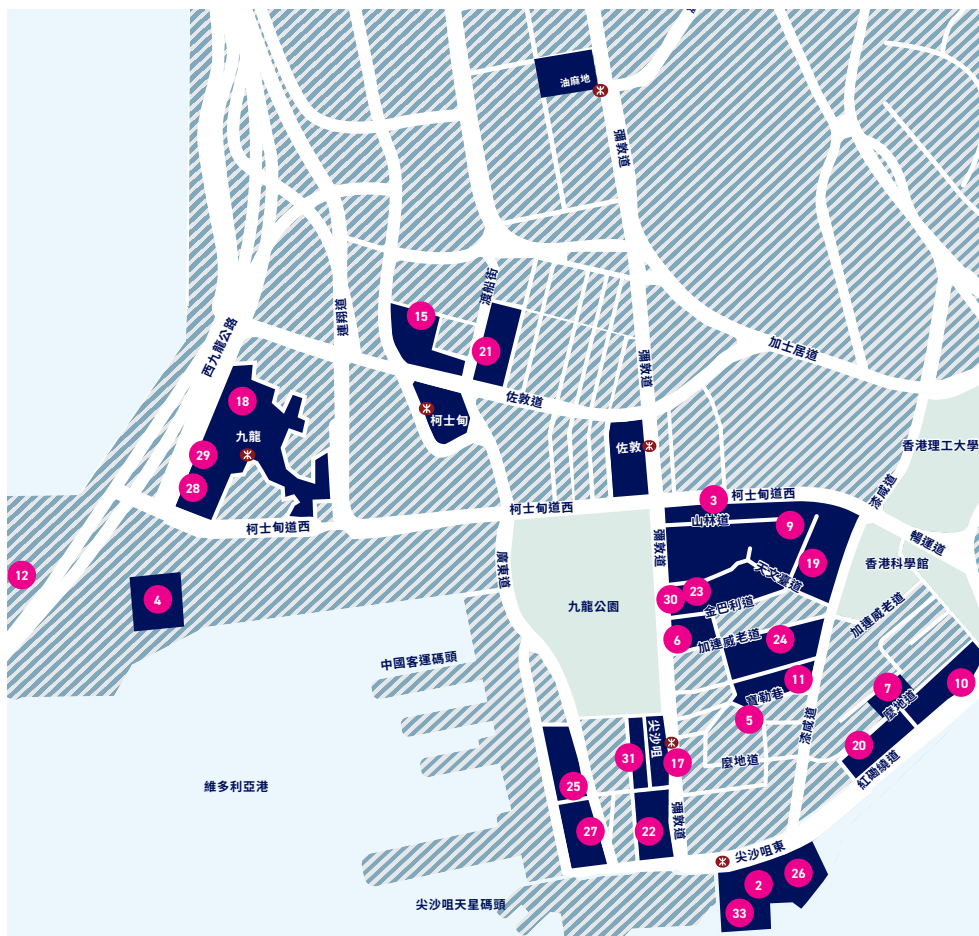 油麻地
彌敦道
渡船街
連翔道
15
西九龍公路
21
彌敦道
加士居道
18
佐敦道
柯士甸
九龍
佐敦
香港理工大學
29
28
柯士甸道西
柯士甸道西
3
柯士甸道西
山林道
9
漆咸道
暢運道
廣東道
彌敦道
香港科學館
12
天文臺道
19
4
30
23
金巴利道
九龍公園
加連威老道
6
加連威老道
24
中國客運碼頭
11
寶勒巷
7
麼地道
10
5
漆咸道
尖沙咀
20
31
17
麼地道
紅磡繞道
維多利亞港
25
27
22
彌敦道
尖沙咀東
26
2
尖沙咀天星碼頭
33